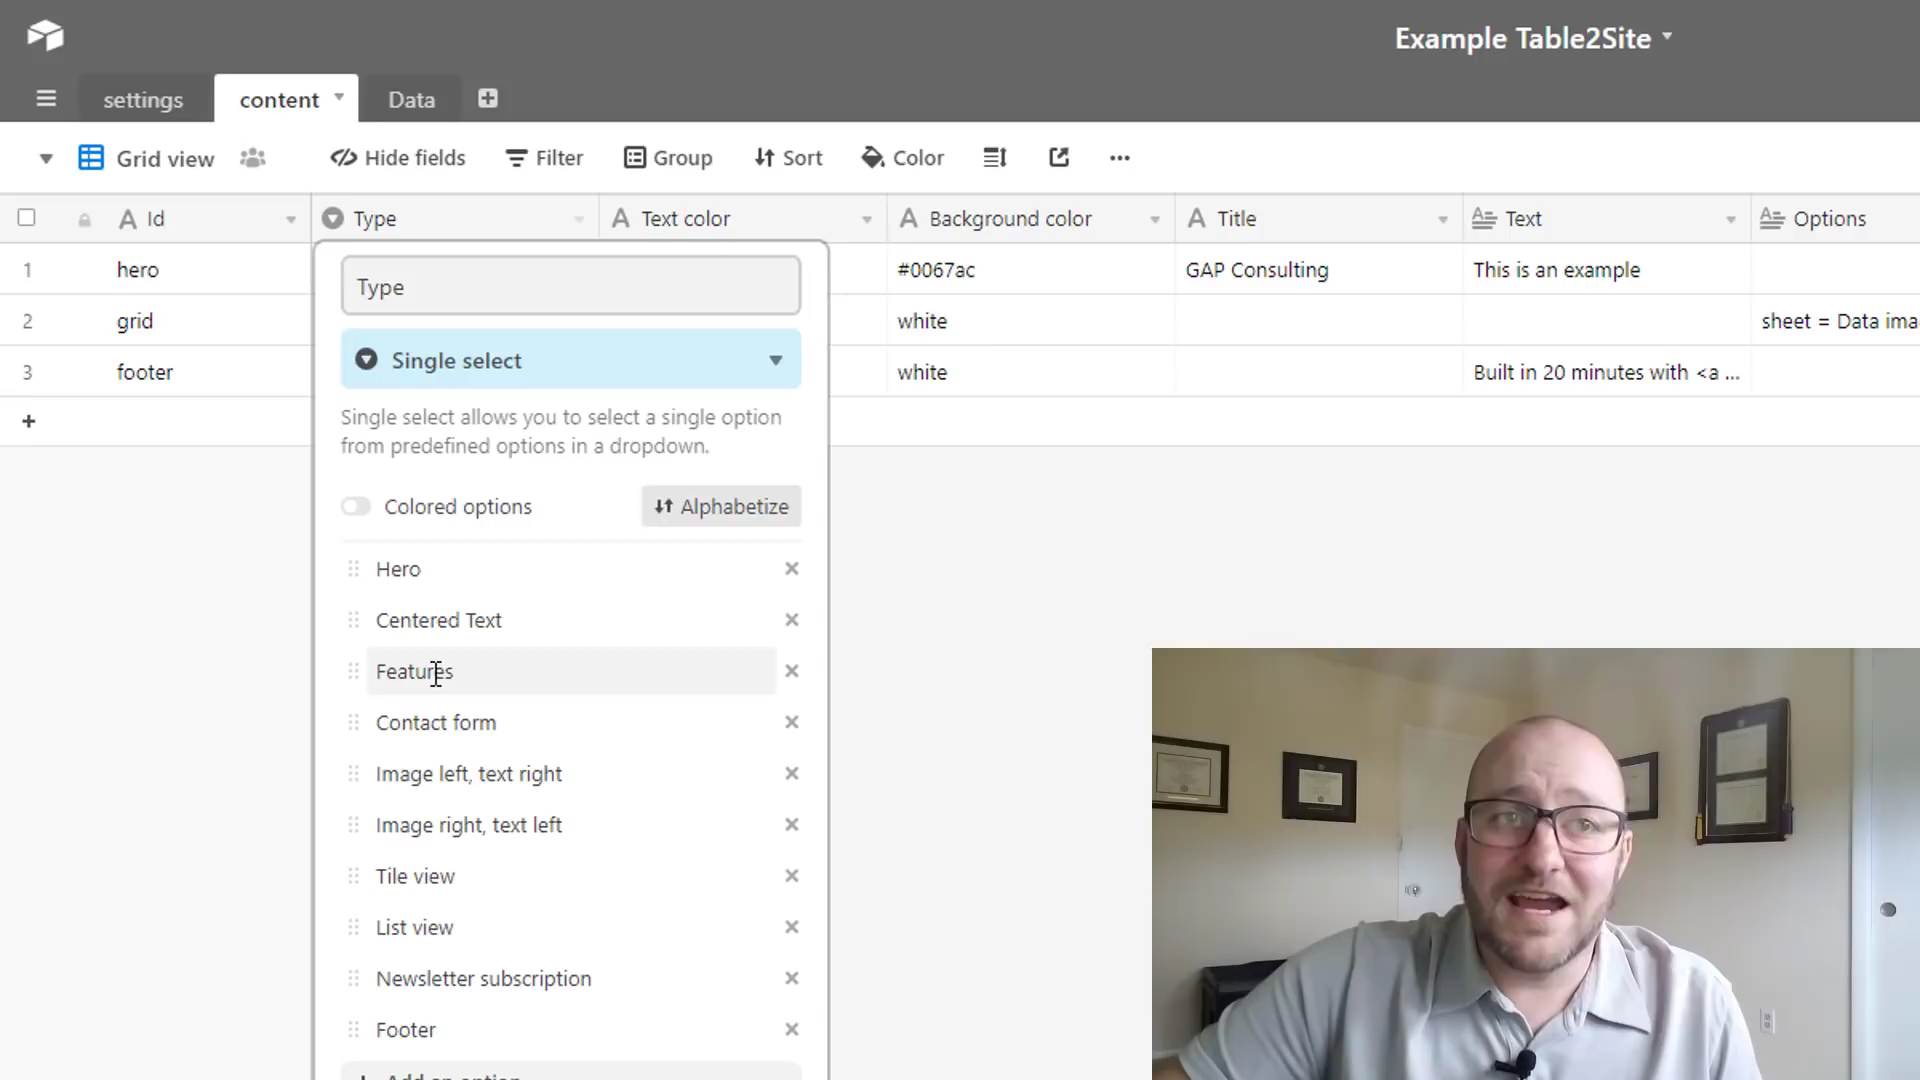 Example Table2Site
settings
content
Data
Grid view
Hide fields
Filter
Group
Sort
Color
Id
Type
Text color
Background color
Title
Text
Options
1
hero
#0067ac
GAP Consulting
This is an example
2
grid
white
sheet = Data ima
3
footer
white
Built in 20 minutes with <a ...
Type
Single select
Single select allows you to select a single option
from predefined options in a dropdown.
Colored options
Alphabetize
Hero
Centered Text
Features
Contact form
Image left, text right
Image right, text left
Tile view
List view
Newsletter subscription
Footer
Add an option